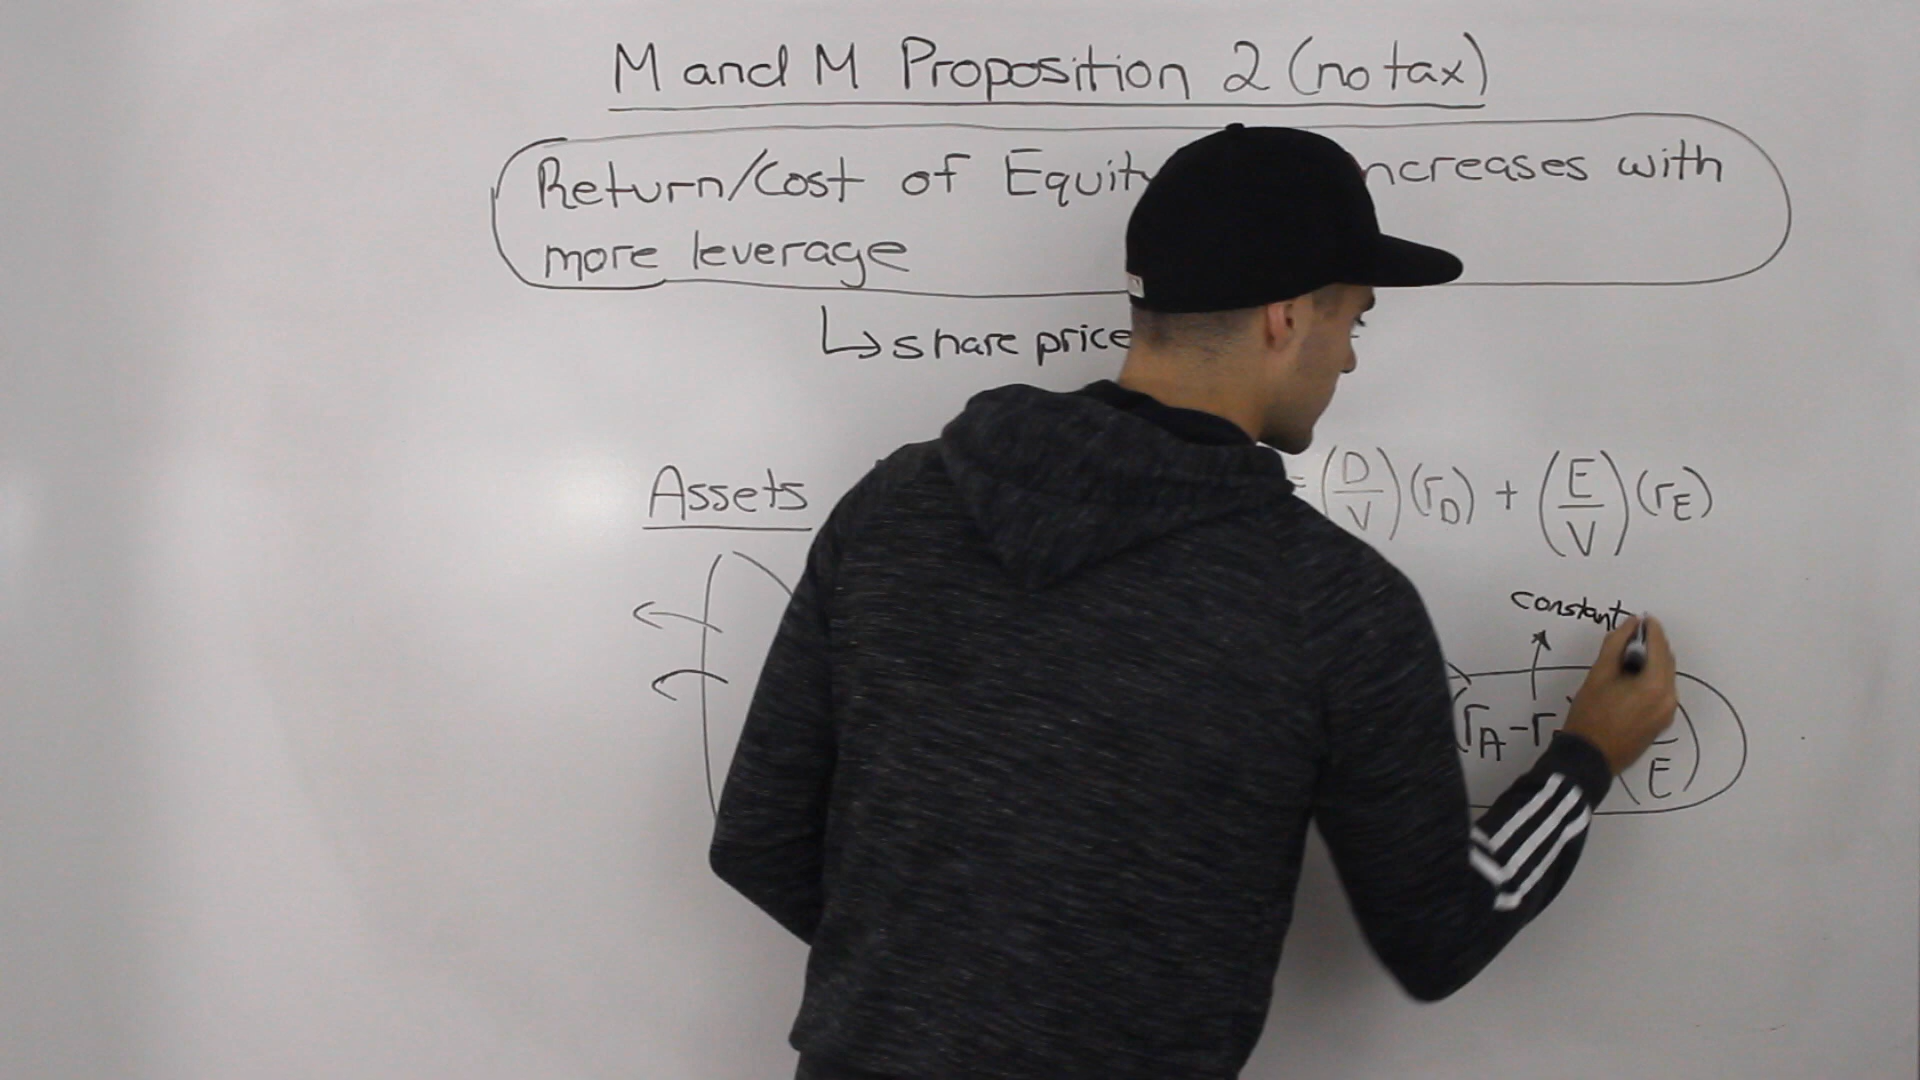 M and M Proposition 2 (no tax)
Return/Cost of Equity increases with
more leverage
↳ share price
Assets
= (D/V)(rD) + (E/V)(rE)
constant
(rA - r
E)